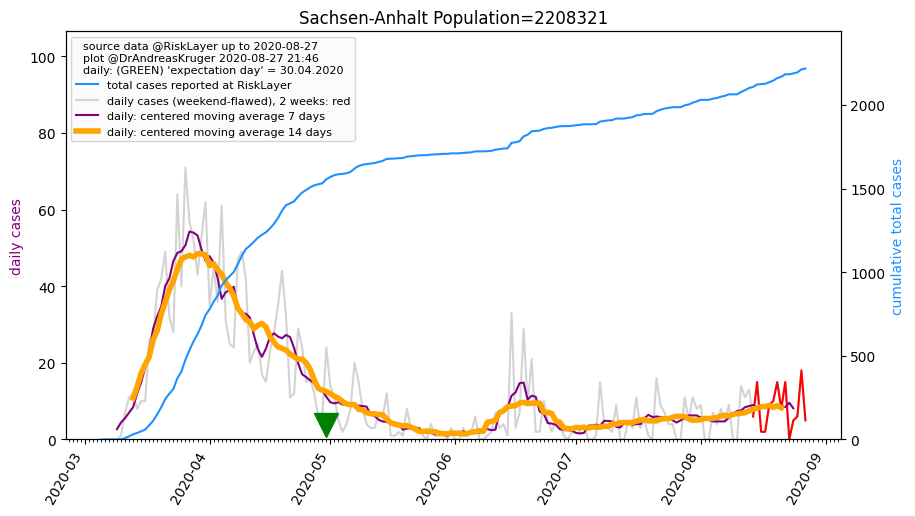 Sachsen-Anhalt Population=2208321
source data @RiskLayer up to 2020-08-27
plot @DrAndreasKruger 2020-08-27 21:46
daily: (GREEN) 'expectation day' = 30.04.2020
total cases reported at RiskLayer
daily cases (weekend-flawed), 2 weeks: red
daily: centered moving average 7 days
daily: centered moving average 14 days
daily cases
100
80
60
40
20
0
cumulative total cases
2000
1500
1000
500
0
2020-03
2020-04
2020-05
2020-06
2020-07
2020-08
2020-09